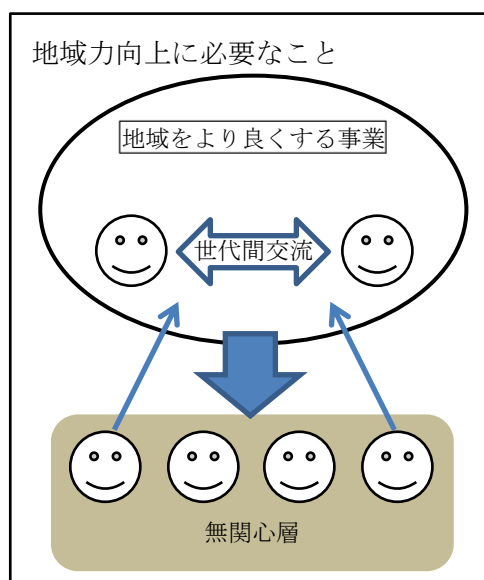 地域力向上に必要なこと
地域をより良くする事業
世代間交流
無関心層